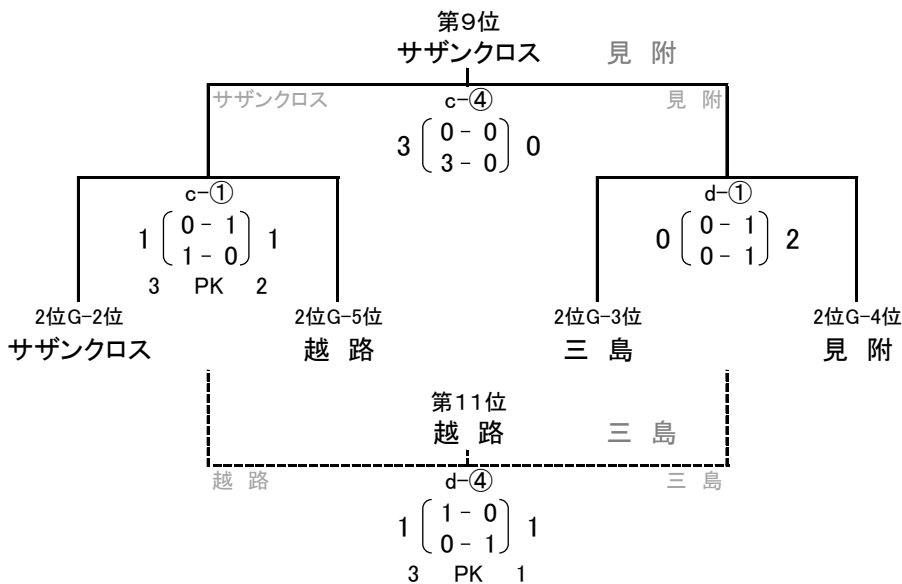 第9位
サザンクロス 見 附
サザンクロス c-④ 見 附
3 0 - 0 0
3 - 0
c-① d-①
1 0 - 1 1 0 0 - 1 2
1 - 0 0 - 1
3 PK 2
2位G-2位 2位G-5位 2位G-3位 2位G-4位
サザンクロス 越 路 三 島 見 附
第11位
越 路 三 島
越 路 d-④ 三 島
1 1 - 0 1
0 - 1
3 PK 1